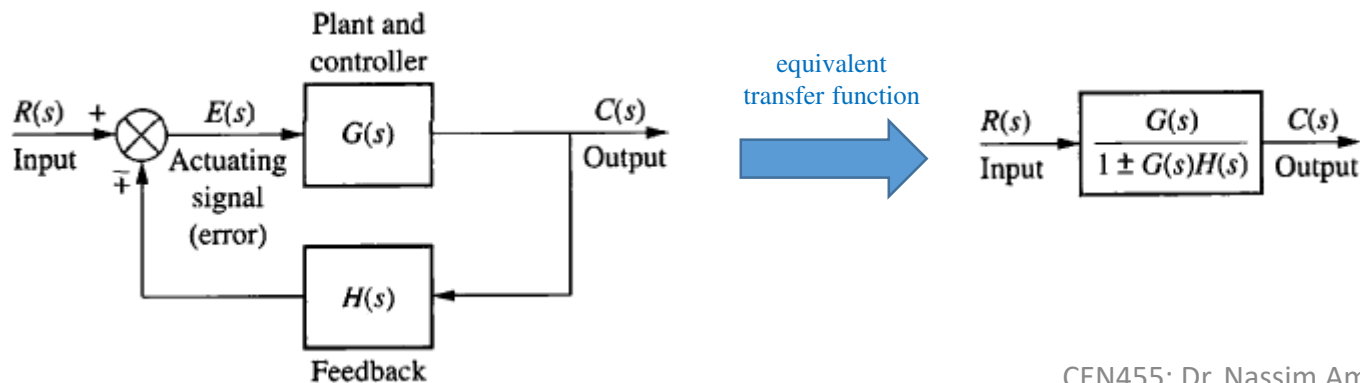 Plant and
controller
R(s) + E(s) G(s) C(s)
Input Actuating Output
∓ signal
(error)
H(s)
Feedback
equivalent
transfer function
R(s) G(s) C(s)
Input 1 ± G(s)H(s) Output
CEN455: Dr. Nassim Am